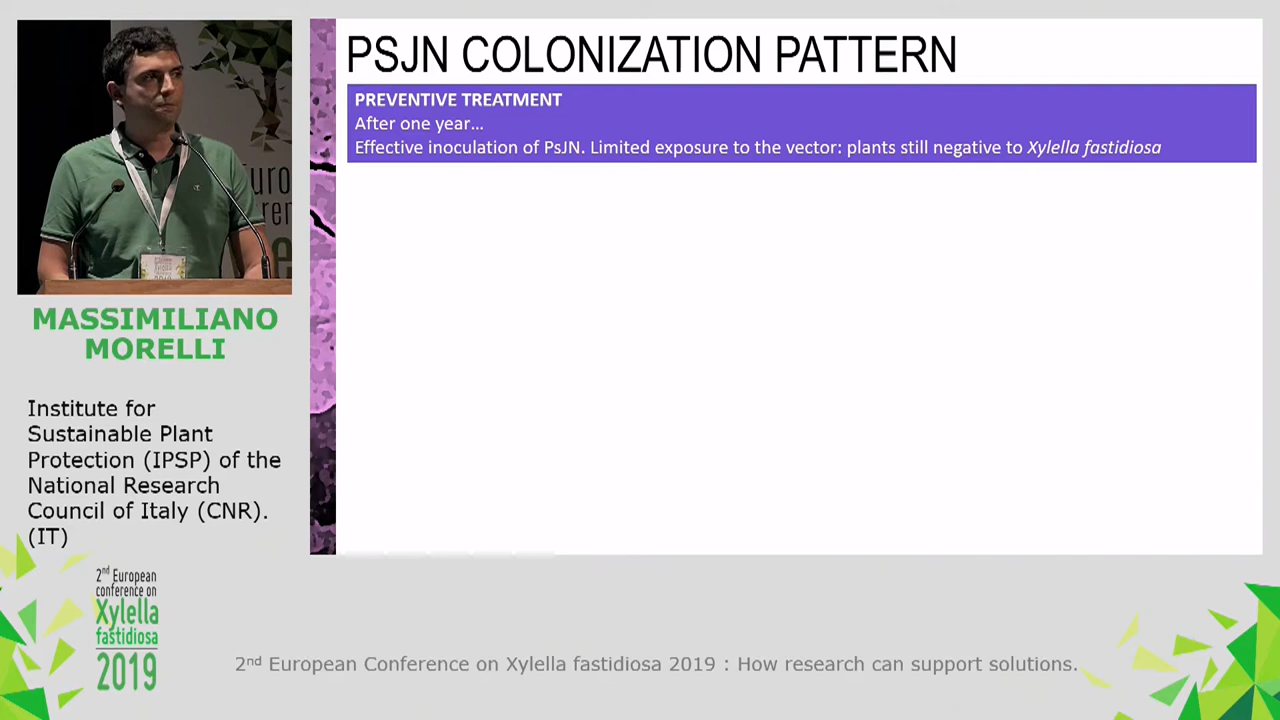 PSJN COLONIZATION PATTERN
PREVENTIVE TREATMENT
After one year…
Effective inoculation of PsJN. Limited exposure to the vector: plants still negative to Xylella fastidiosa
MASSIMILIANO
MORELLI
Institute for
Sustainable Plant
Protection (IPSP) of the
National Research
Council of Italy (CNR).
(IT)
2nd European
conference on
Xylella
fastidiosa
2019
2nd European Conference on Xylella fastidiosa 2019 : How research can support solutions.